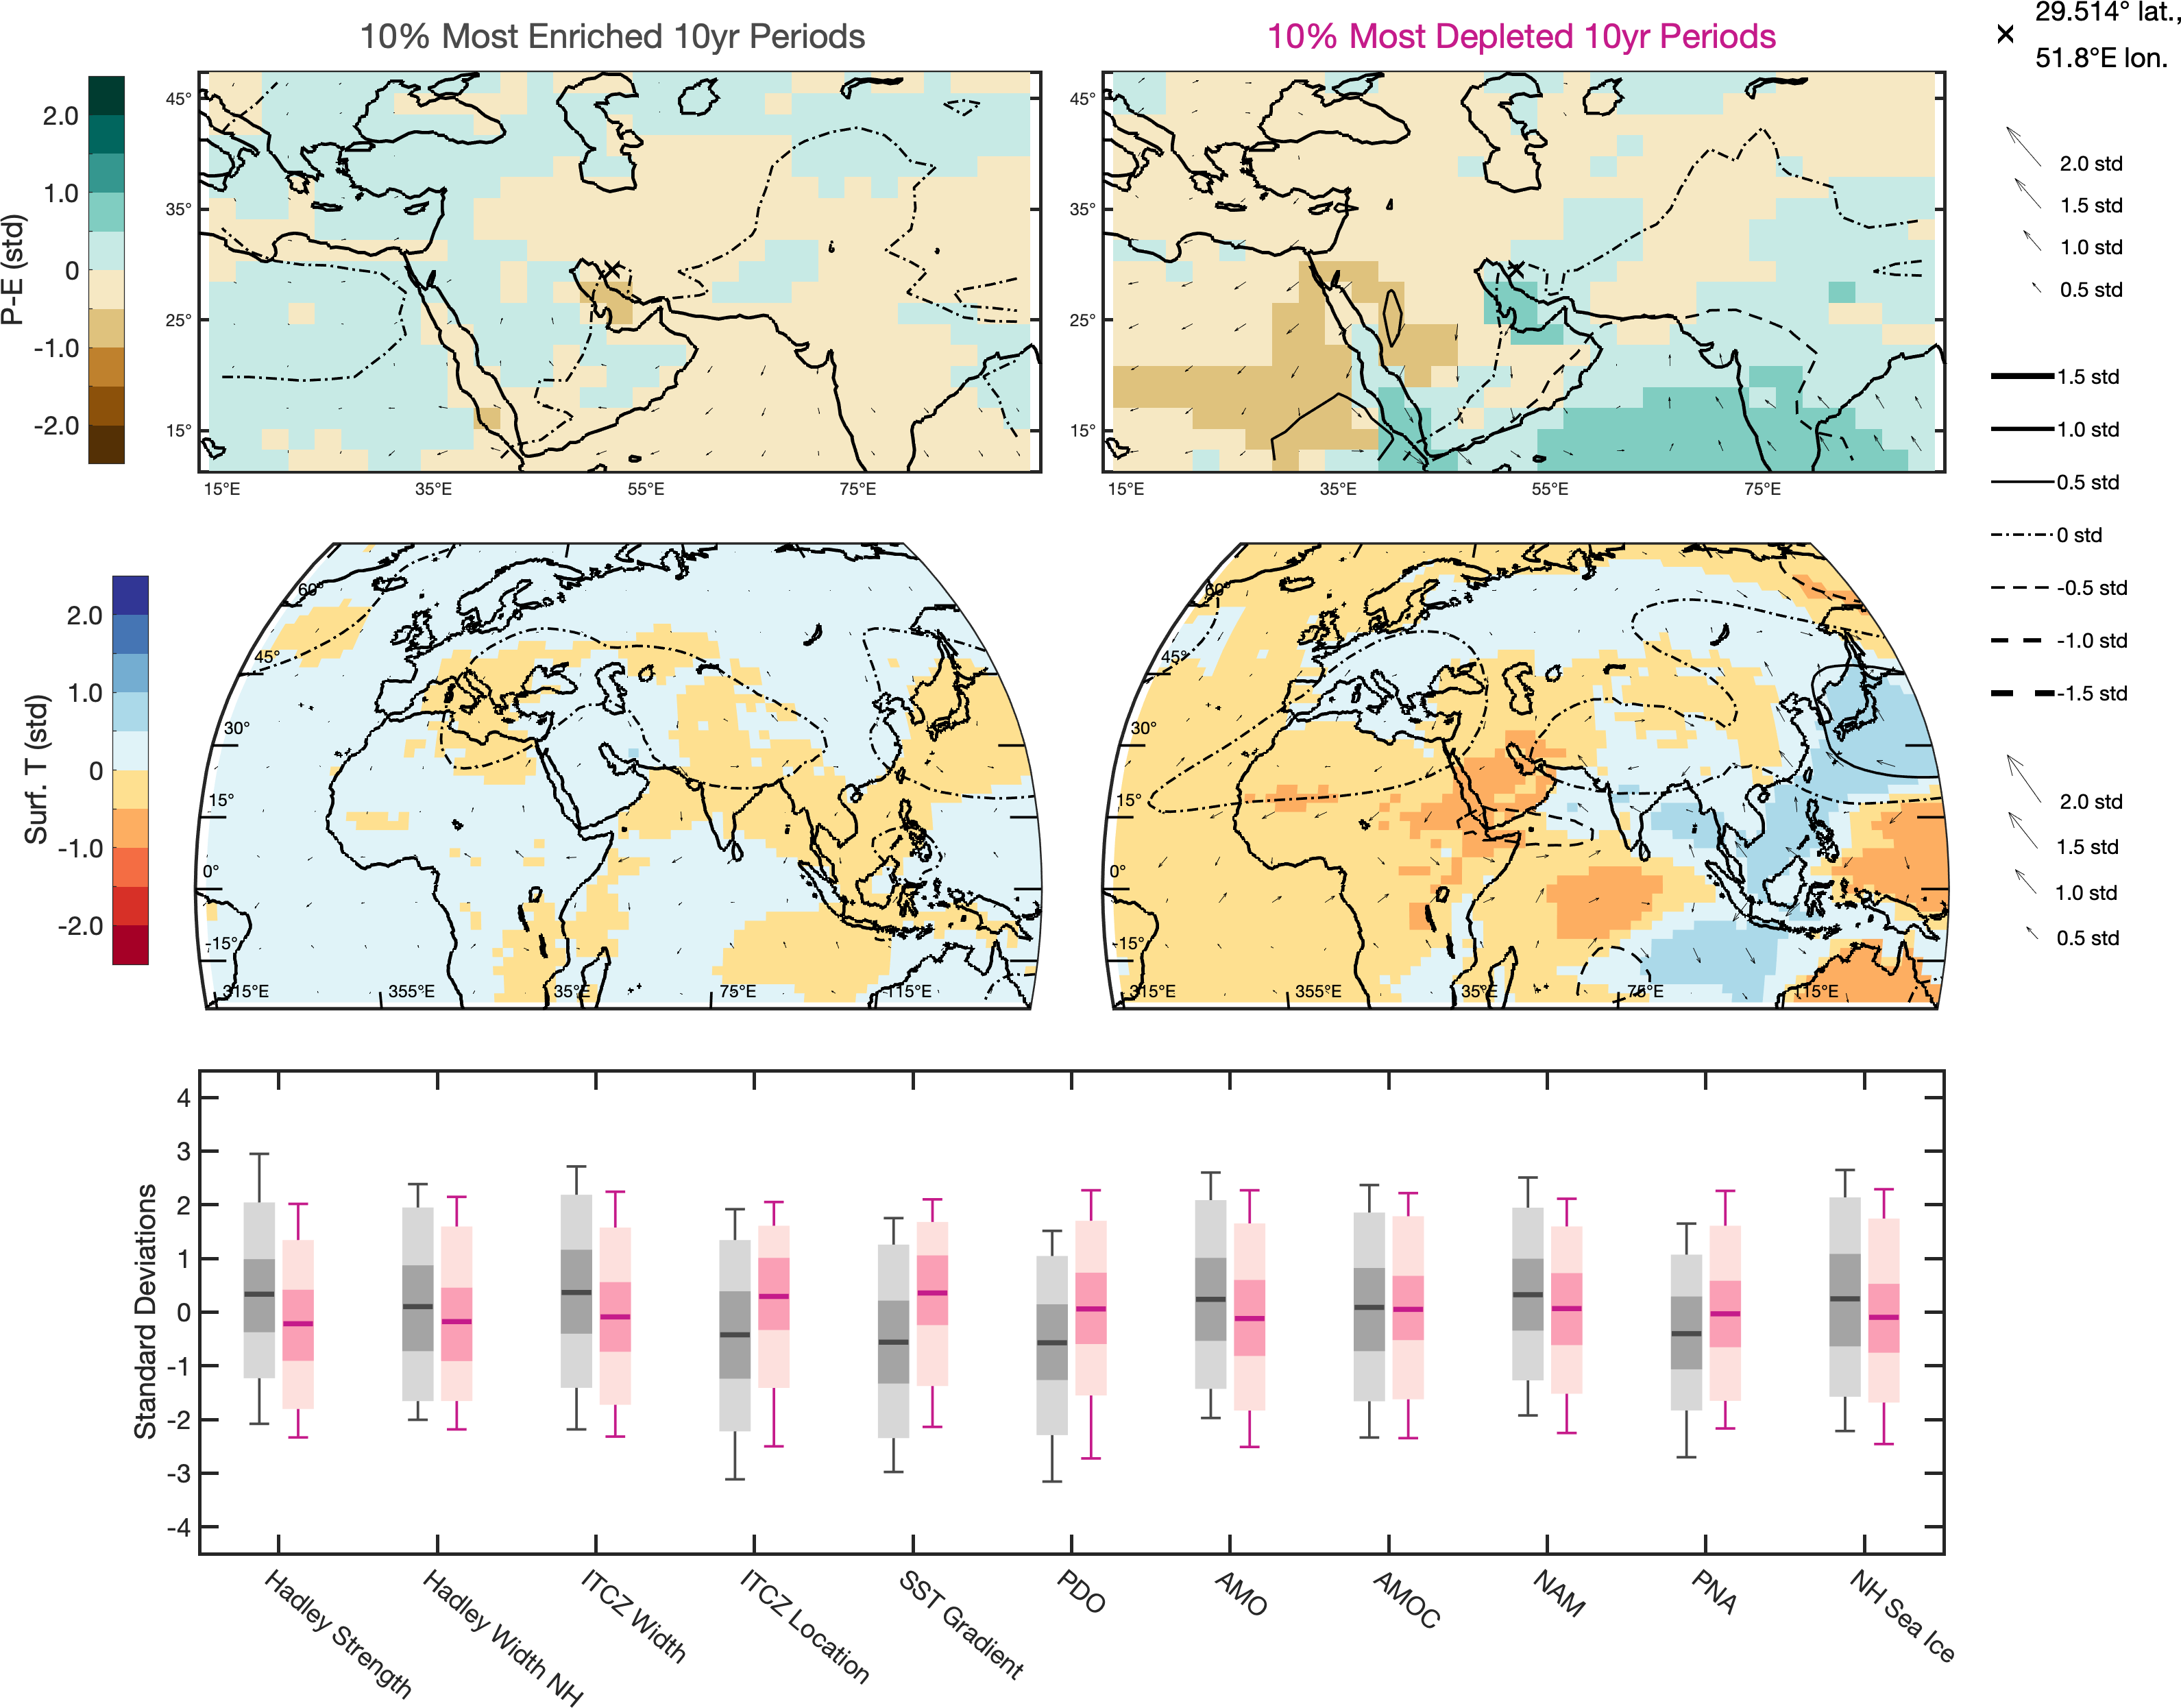 10% Most Enriched 10yr Periods
10% Most Depleted 10yr Periods
29.514° lat.,
51.8°E lon.
P-E (std)
2.0
1.0
0
-1.0
-2.0
45°
35°
25°
15°
15°E
35°E
55°E
75°E
45°
35°
25°
15°
15°E
35°E
55°E
75°E
2.0 std
1.5 std
1.0 std
0.5 std
1.5 std
1.0 std
0.5 std
0 std
-0.5 std
-1.0 std
-1.5 std
Surf. T (std)
2.0
1.0
0
-1.0
-2.0
60°
45°
30°
15°
0°
-15°
315°E
355°E
35°E
75°E
115°E
60°
45°
30°
15°
0°
-15°
315°E
355°E
35°E
75°E
115°E
2.0 std
1.5 std
1.0 std
0.5 std
Standard Deviations
4
3
2
1
0
-1
-2
-3
-4
Hadley Strength
Hadley Width NH
ITCZ Width
ITCZ Location
SST Gradient
PDO
AMO
AMOC
NAM
PNA
NH Sea Ice